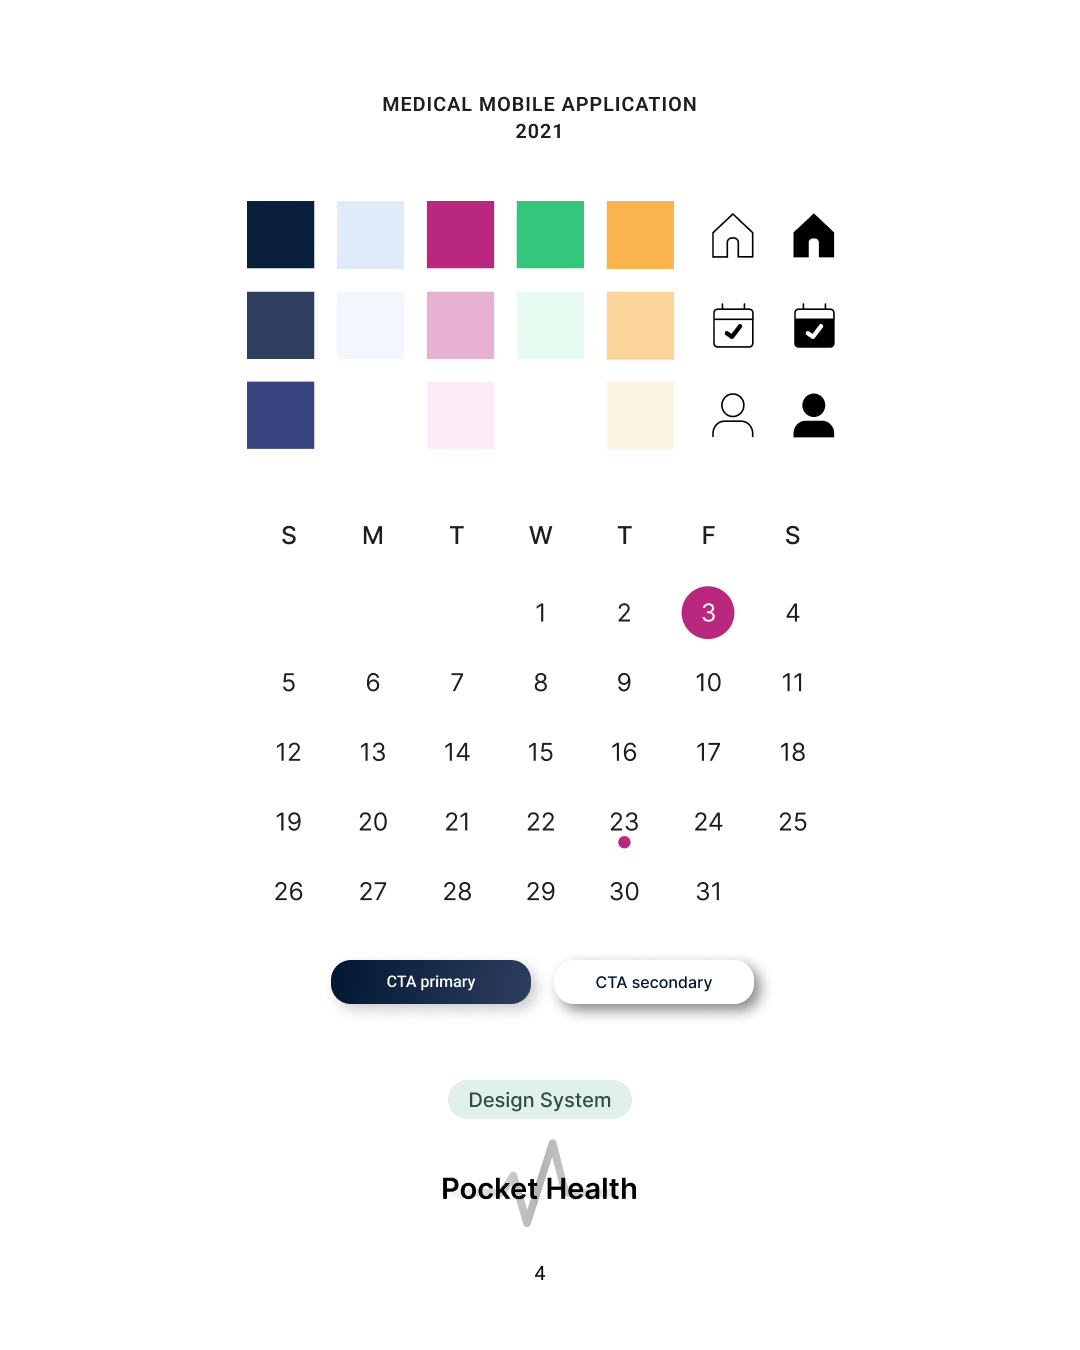 MEDICAL MOBILE APPLICATION
2021
S M T W T F S
1 2 3 4
5 6 7 8 9 10 11
12 13 14 15 16 17 18
19 20 21 22 23 24 25
26 27 28 29 30 31
CTA primary CTA secondary
Design System
Pocket Health
4